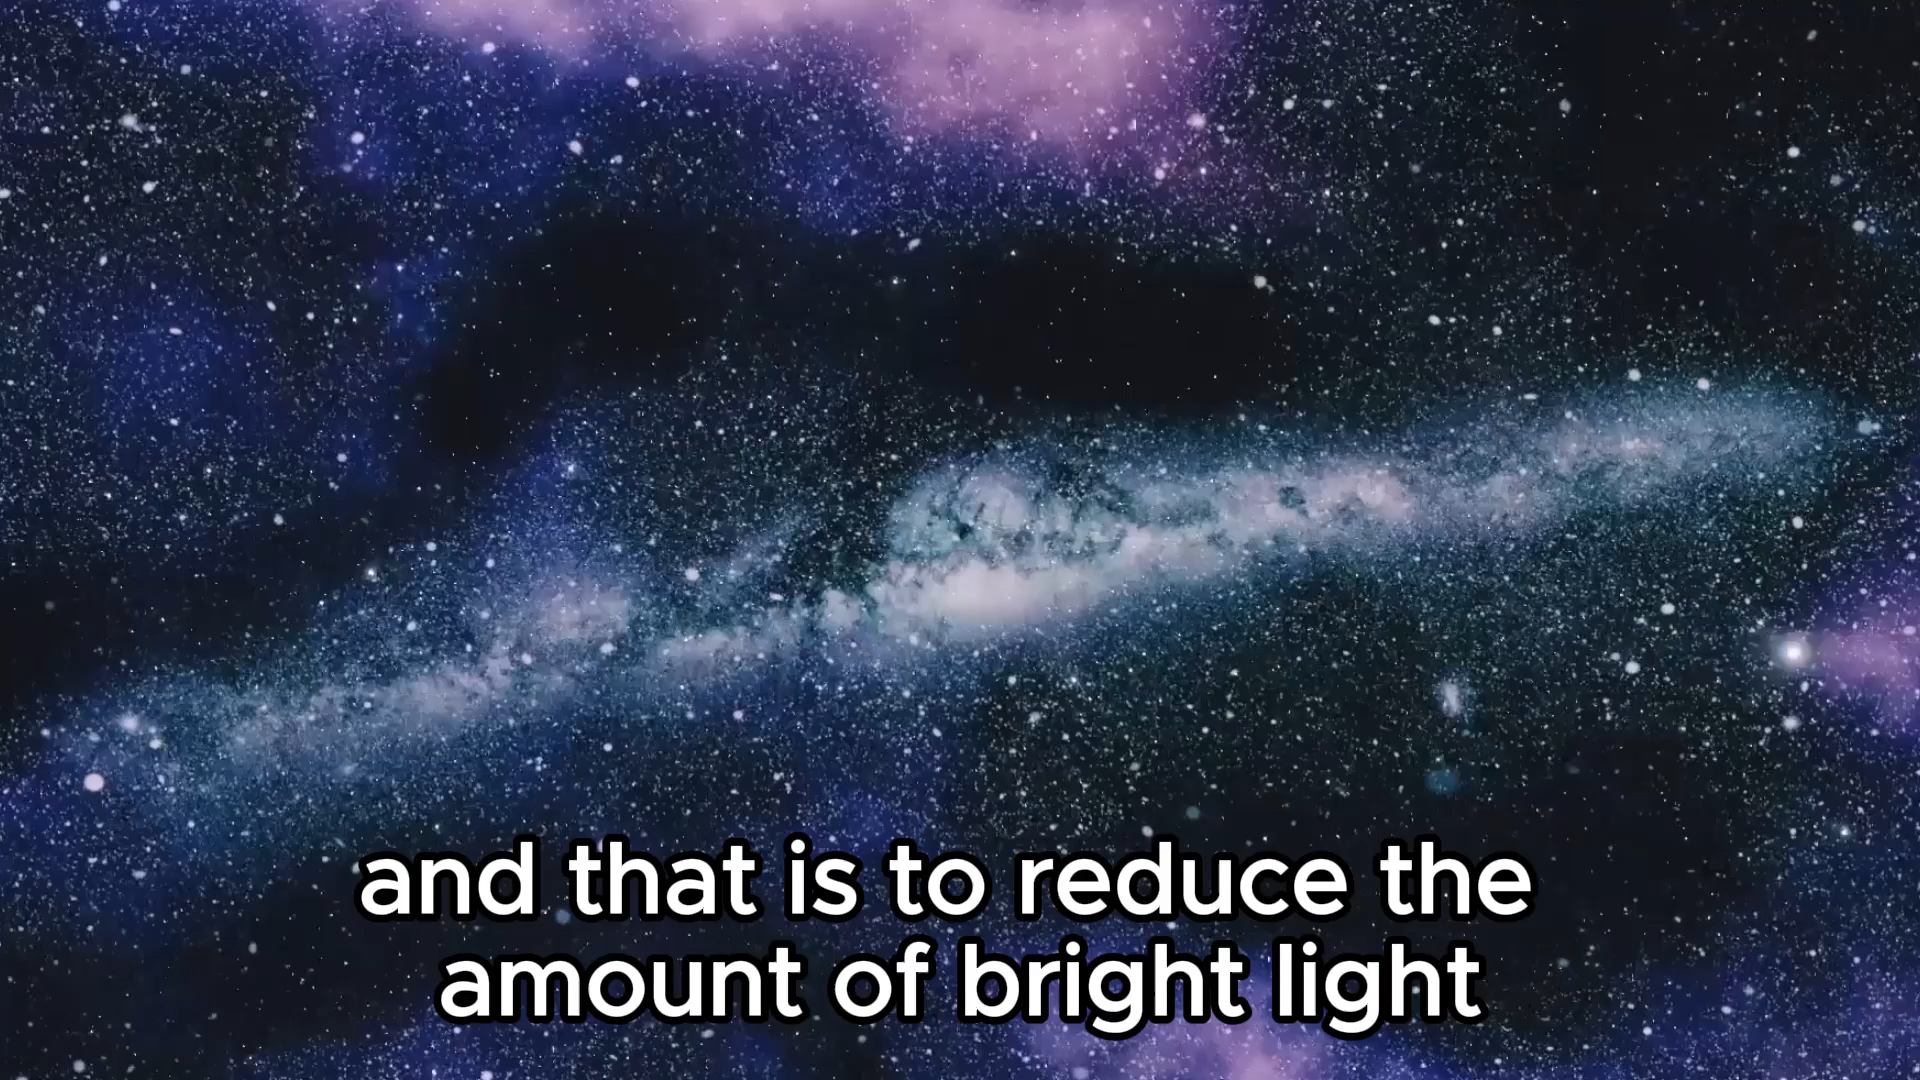 and that is to reduce the
amount of bright light